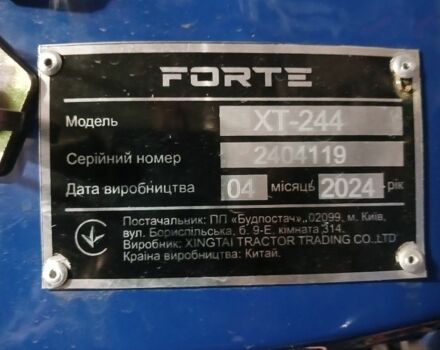 FORTE
Модель XT-244
Серійний номер 2404119
Дата виробництва 04 місяць 2024 рік
Постачальник: ПП «Будпостач»,.02099, м. Київ,
вул. Бориспільська, б. 9-Е, кімната 314.
Виробник: XINGTAI TRACTOR TRADING CO.,LTD
Країна виробництва: Китай.